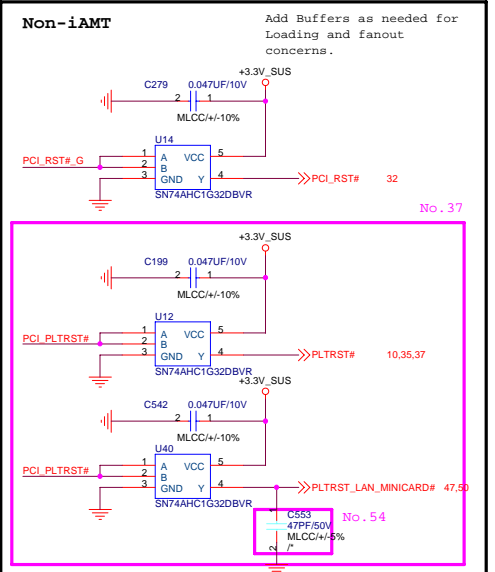 Non-iAMT
Add Buffers as needed for
Loading and fanout
concerns.
+3.3V_SUS
C279 0.047UF/10V
2 1
MLCC/+/-10%
U14
PCI_RST#_G
1 A VCC 5
2 B
3 GND Y 4
PCI_RST# 32
SN74AHC1G32DBVR
No.37
+3.3V_SUS
C199 0.047UF/10V
2 1
MLCC/+/-10%
U12
PCI_PLTRST#
1 A VCC 5
2 B
3 GND Y 4
PLTRST# 10,35,37
SN74AHC1G32DBVR
+3.3V_SUS
C542 0.047UF/10V
2 1
MLCC/+/-10%
U40
PCI_PLTRST#
1 A VCC 5
2 B
3 GND Y 4
PLTRST_LAN_MINICARD# 47,50
SN74AHC1G32DBVR
1
C553
47PF/50V
MLCC/+/-5%
/*
2
No.54